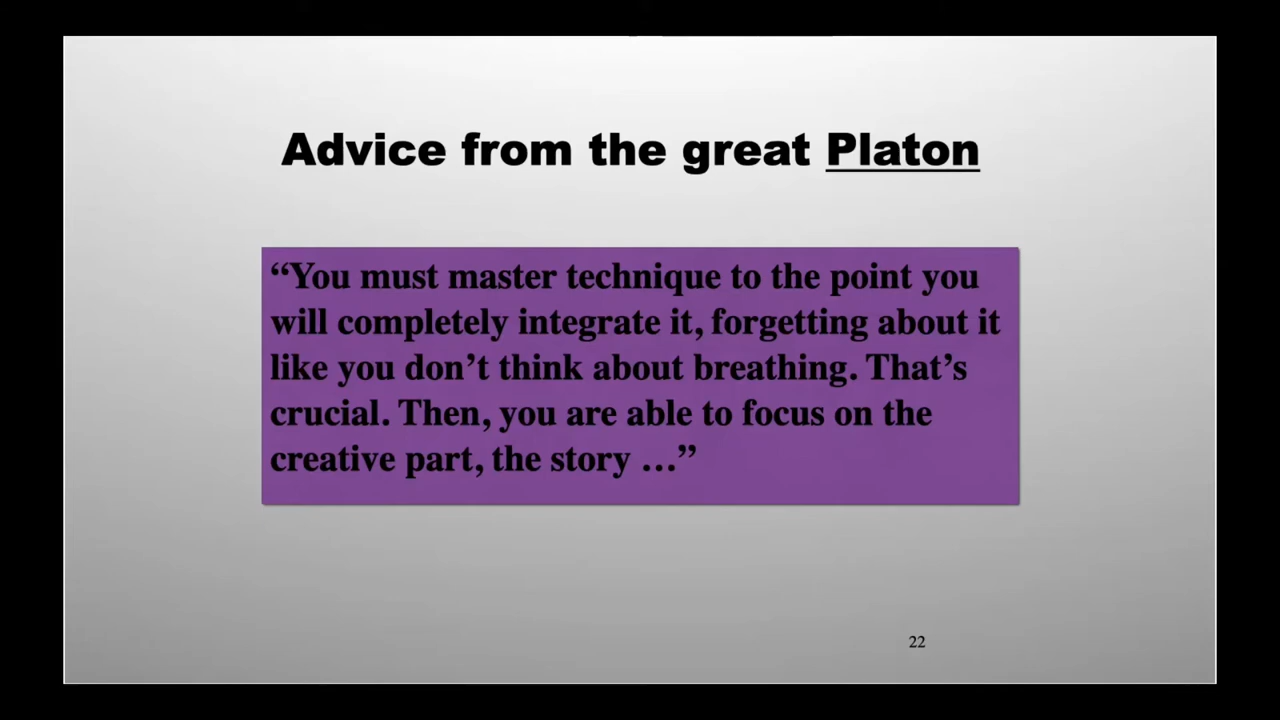 Advice from the great Platon
“You must master technique to the point you
will completely integrate it, forgetting about it
like you don’t think about breathing. That’s
crucial. Then, you are able to focus on the
creative part, the story …”
22